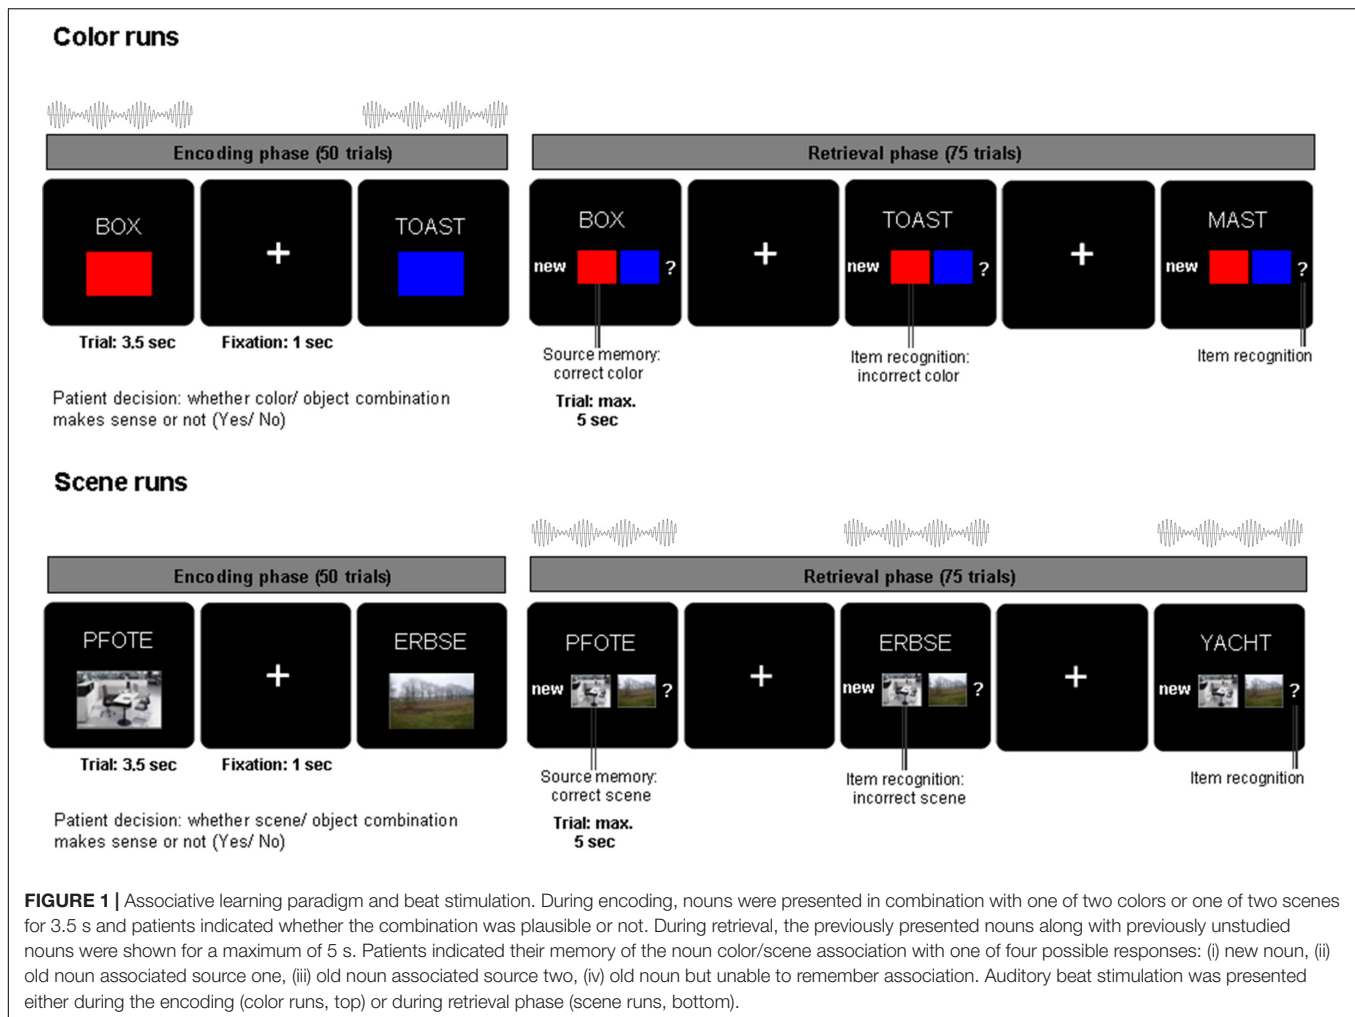 Color runs
Encoding phase (50 trials)
Retrieval phase (75 trials)
BOX
+
TOAST
BOX
new ?
+
TOAST
new ?
+
MAST
new ?
Trial: 3.5 sec
Fixation: 1 sec
Source memory:
correct color
Item recognition:
incorrect color
Item recognition
Trial: max.
5 sec
Patient decision: whether color/ object combination
makes sense or not (Yes/ No)
Scene runs
Encoding phase (50 trials)
Retrieval phase (75 trials)
PFOTE
+
ERBSE
PFOTE
new ?
+
ERBSE
new ?
+
YACHT
new ?
Trial: 3.5 sec
Fixation: 1 sec
Source memory:
correct scene
Item recognition:
incorrect scene
Item recognition
Trial: max.
5 sec
Patient decision: whether scene/ object combination
makes sense or not (Yes/ No)
FIGURE 1 | Associative learning paradigm and beat stimulation. During encoding, nouns were presented in combination with one of two colors or one of two scenes
for 3.5 s and patients indicated whether the combination was plausible or not. During retrieval, the previously presented nouns along with previously unstudied
nouns were shown for a maximum of 5 s. Patients indicated their memory of the noun color/scene association with one of four possible responses: (i) new noun, (ii)
old noun associated source one, (iii) old noun associated source two, (iv) old noun but unable to remember association. Auditory beat stimulation was presented
either during the encoding (color runs, top) or during retrieval phase (scene runs, bottom).